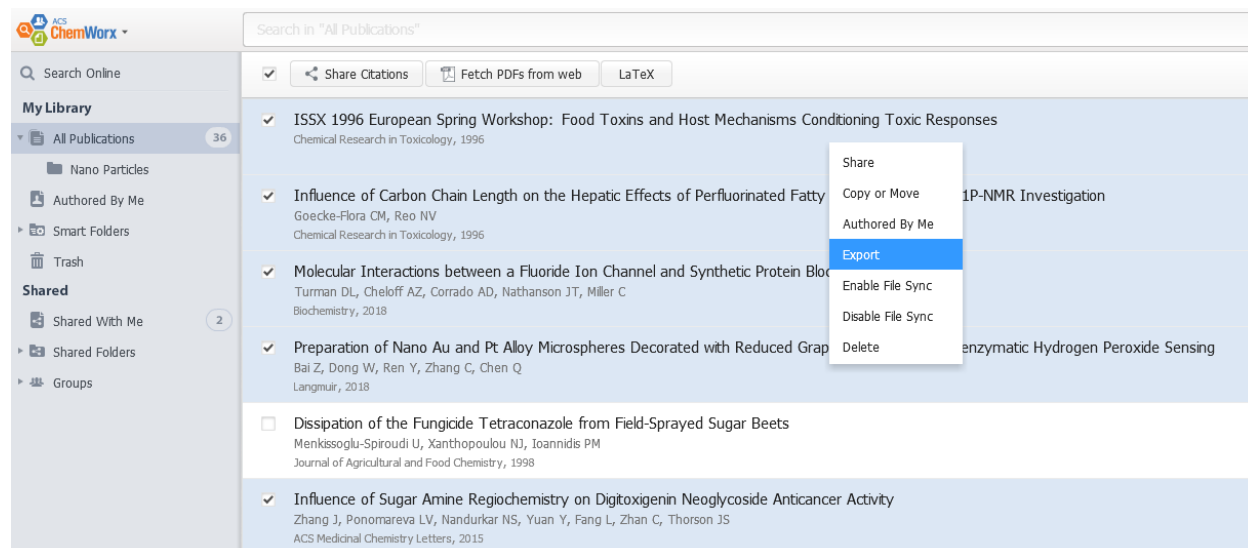 ACS
ChemWorx
Search in "All Publications"
Search Online
Share Citations
Fetch PDFs from web
LaTeX
My Library
All Publications 36
Nano Particles
Authored By Me
Smart Folders
Trash
Shared
Shared With Me 2
Shared Folders
Groups
ISSX 1996 European Spring Workshop: Food Toxins and Host Mechanisms Conditioning Toxic Responses
Chemical Research in Toxicology, 1996
Influence of Carbon Chain Length on the Hepatic Effects of Perfluorinated Fatty 1P-NMR Investigation
Goecke-Flora CM, Reo NV
Chemical Research in Toxicology, 1996
Molecular Interactions between a Fluoride Ion Channel and Synthetic Protein Bloc
Turman DL, Cheloff AZ, Corrado AD, Nathanson JT, Miller C
Biochemistry, 2018
Preparation of Nano Au and Pt Alloy Microspheres Decorated with Reduced Grap enzymatic Hydrogen Peroxide Sensing
Bai Z, Dong W, Ren Y, Zhang C, Chen Q
Langmuir, 2018
Dissipation of the Fungicide Tetraconazole from Field-Sprayed Sugar Beets
Menkissoglu-Spiroudi U, Xanthopoulou NJ, Ioannidis PM
Journal of Agricultural and Food Chemistry, 1998
Influence of Sugar Amine Regiochemistry on Digitoxigenin Neoglycoside Anticancer Activity
Zhang J, Ponomareva LV, Nandurkar NS, Yuan Y, Fang L, Zhan C, Thorson JS
ACS Medicinal Chemistry Letters, 2015
Share
Copy or Move
Authored By Me
Export
Enable File Sync
Disable File Sync
Delete